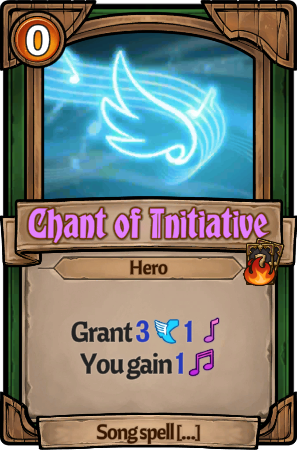 0
Chant of Initiative
Hero
Grant 3 1
You gain 1
Song spell [...]